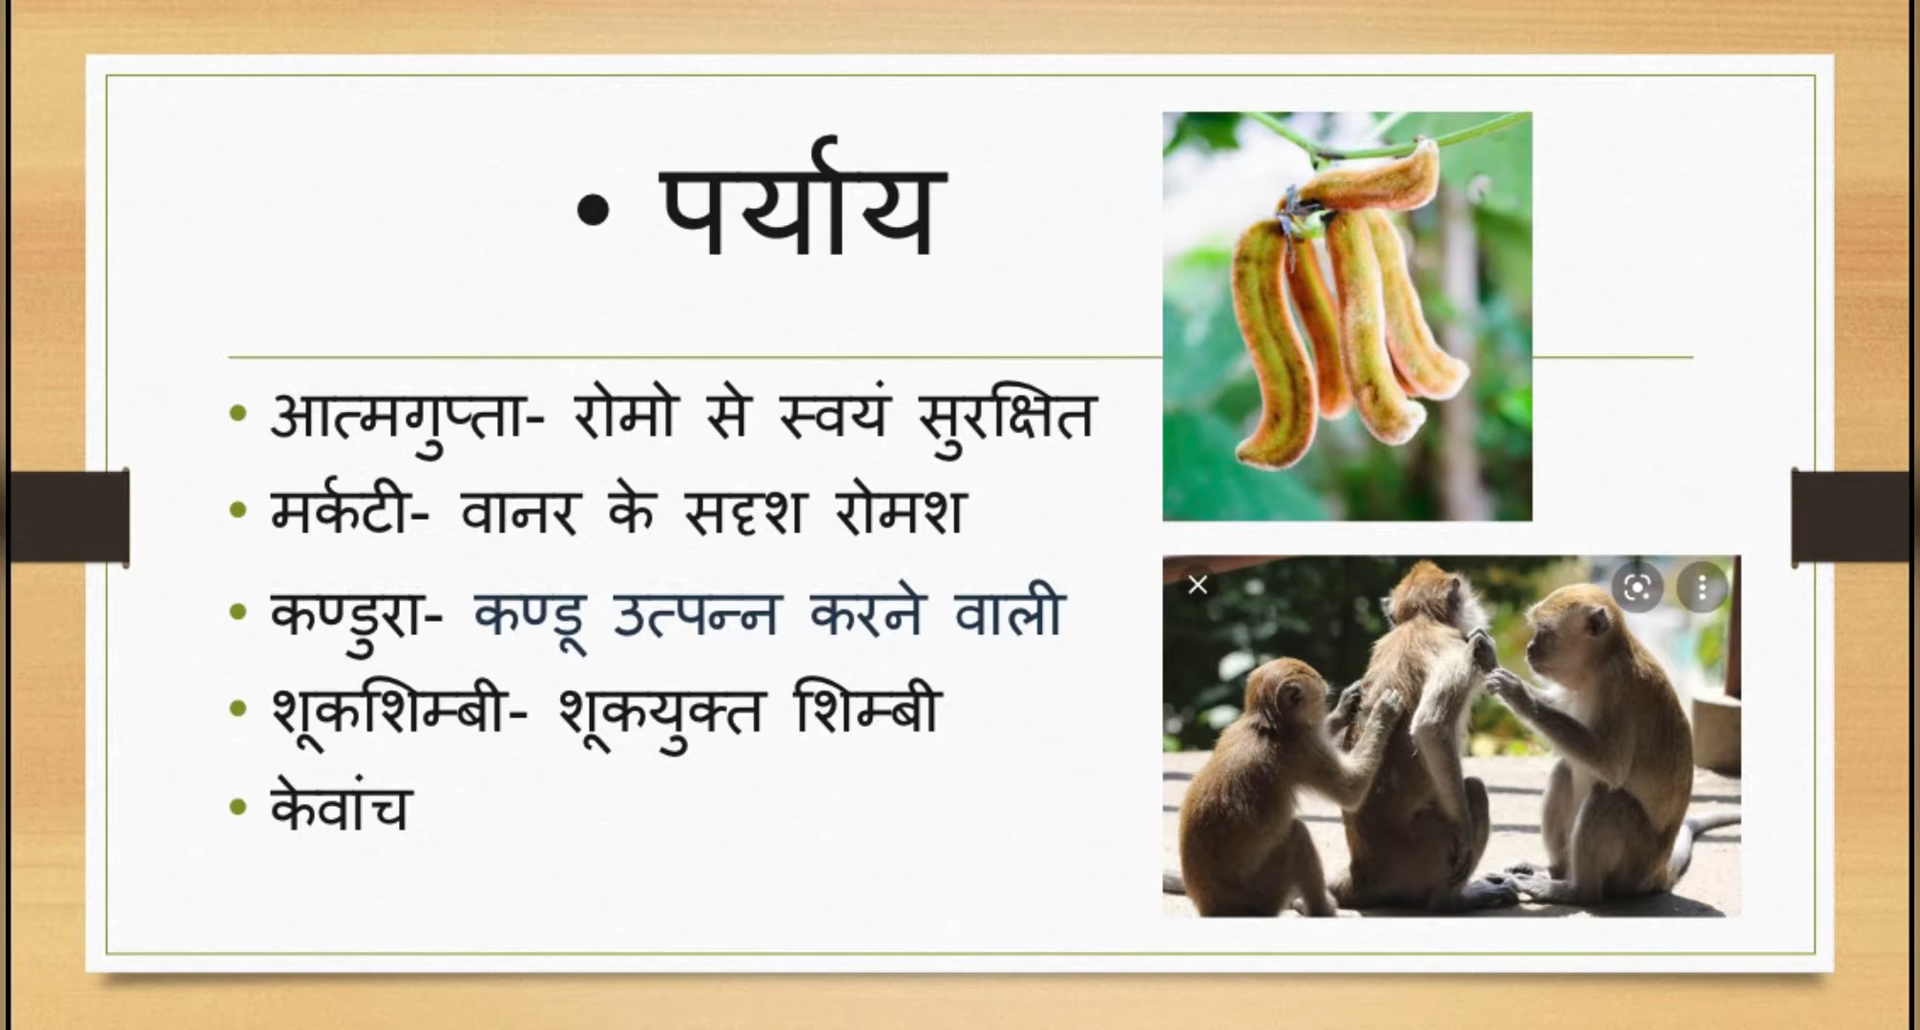 • पर्याय
• आत्मगुप्ता- रोमो से स्वयं सुरक्षित
• मर्कटी- वानर के सदृश रोमश
• कण्डुरा- कण्डू उत्पन्न करने वाली
• शूकशिम्बी- शूकयुक्त शिम्बी
• केवांच